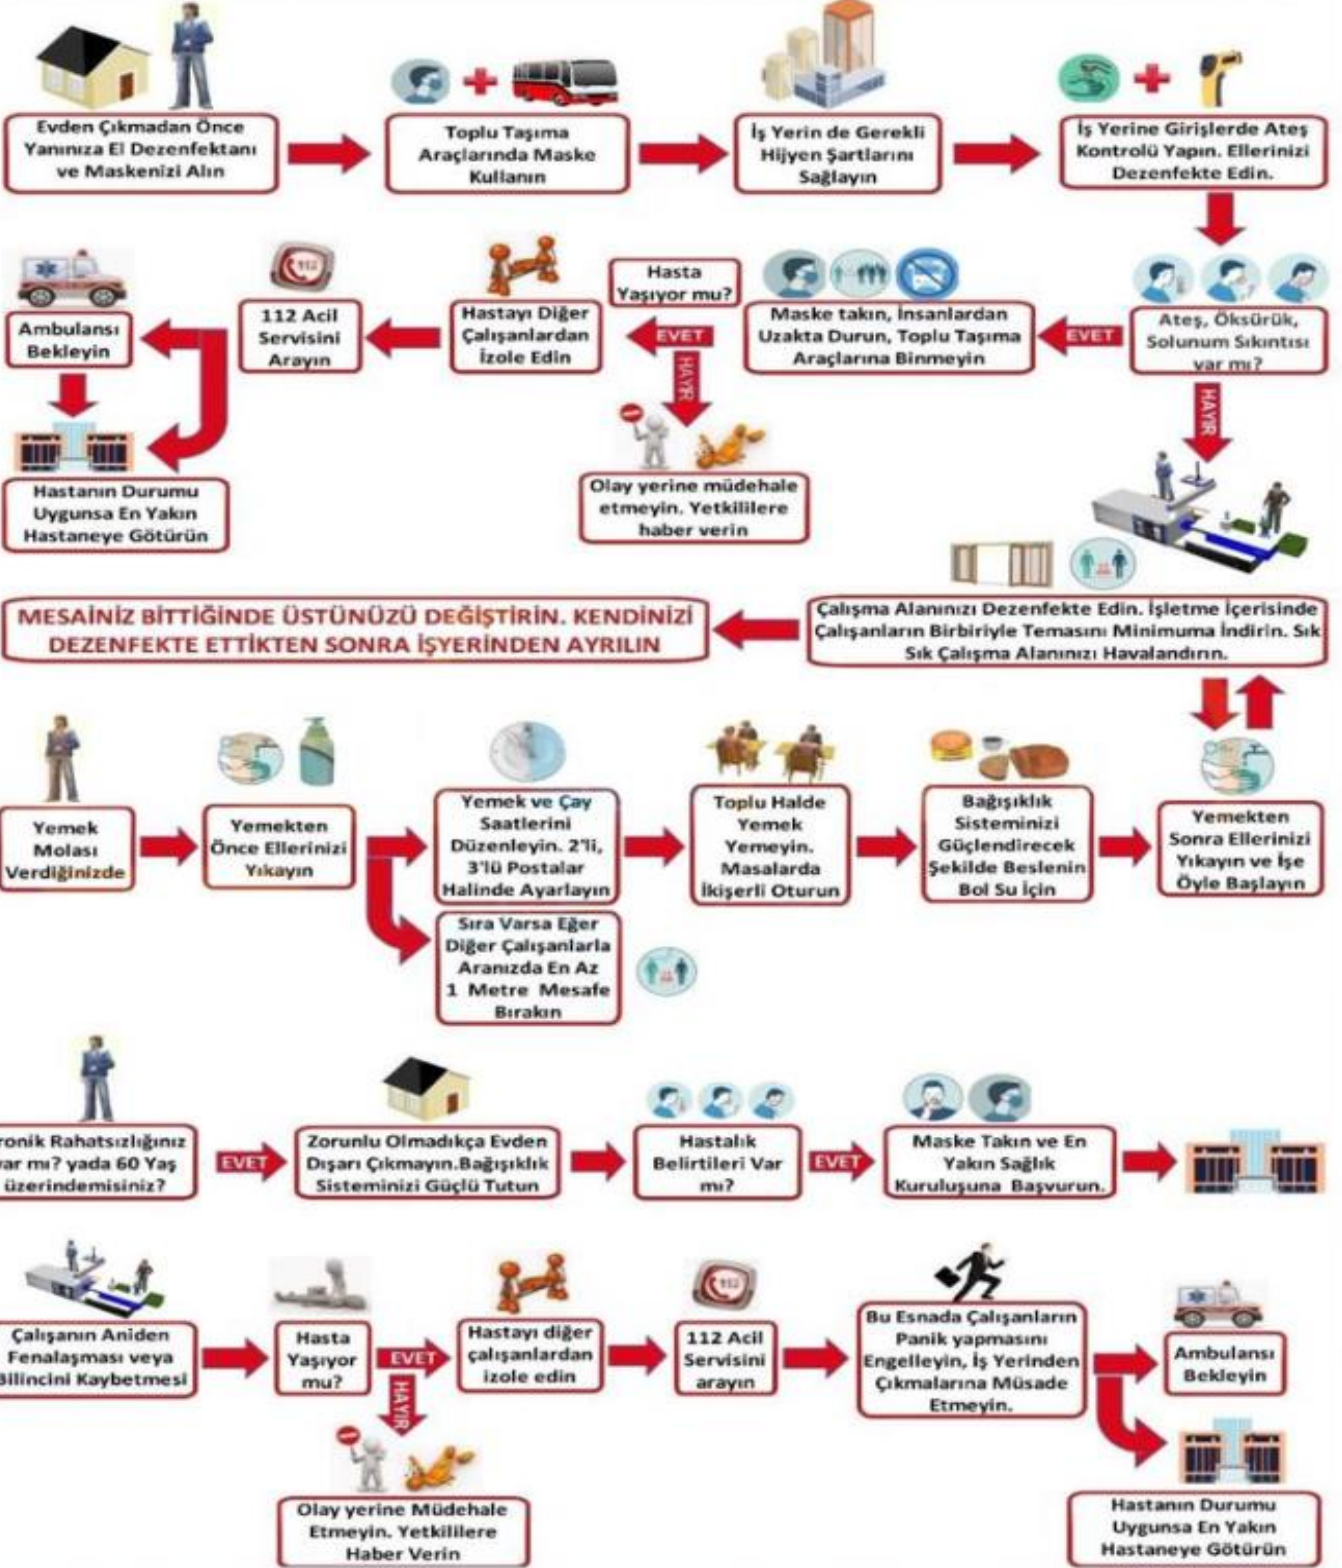 Evden Çıkmadan Önce
Yanınıza El Dezenfektanı
ve Maskenizi Alın
Toplu Taşıma
Araçlarında Maske
Kullanın
İş Yerin de Gerekli
Hijyen Şartlarını
Sağlayın
İş Yerine Girişlerde Ateş
Kontrolü Yapın. Ellerinizi
Dezenfekte Edin.
Ateş, Öksürük,
Solunum Sıkıntısı
var mı?
EVET
HAYIR
Maske takın, İnsanlardan
Uzakta Durun, Toplu Taşıma
Araçlarına Binmeyin
Hasta
Yaşıyor mu?
EVET
HAYIR
Hastayı Diğer
Çalışanlardan
İzole Edin
112
112 Acil
Servisini
Arayın
Ambulansı
Bekleyin
Hastanın Durumu
Uygunsa En Yakın
Hastaneye Götürün
Olay yerine müdehale
etmeyin. Yetkililere
haber verin
Çalışma Alanınızı Dezenfekte Edin. İşletme İçerisinde
Çalışanların Birbiriyle Temasını Minimuma İndirin. Sık
Sık Çalışma Alanınızı Havalandırın.
MESAİNİZ BİTTİĞİNDE ÜSTÜNÜZÜ DEĞİŞTİRİN. KENDİNİZİ
DEZENFEKTE ETTİKTEN SONRA İŞYERİNDEN AYRILIN
Yemek
Molası
Verdiğinizde
Yemekten
Önce Ellerinizi
Yıkayın
Yemek ve Çay
Saatlerini
Düzenleyin. 2'li,
3'lü Postalar
Halinde Ayarlayın
Sıra Varsa Eğer
Diğer Çalışanlarla
Aranızda En Az
1 Metre Mesafe
Bırakın
Toplu Halde
Yemek
Yemeyin.
Masalarda
İkişerli Oturun
Bağışıklık
Sisteminizi
Güçlendirecek
Şekilde Beslenin
Bol Su İçin
Yemekten
Sonra Ellerinizi
Yıkayın ve İşe
Öyle Başlayın
ronik Rahatsızlığınız
var mı? yada 60 Yaş
üzerindemisiniz?
EVET
Zorunlu Olmadıkça Evden
Dışarı Çıkmayın.Bağışıklık
Sisteminizi Güçlü Tutun
Hastalık
Belirtileri Var
mı?
EVET
Maske Takın ve En
Yakın Sağlık
Kuruluşuna Başvurun.
Çalışanın Aniden
Fenalaşması veya
Bilincini Kaybetmesi
Hasta
Yaşıyor
mu?
EVET
HAYIR
Hastayı diğer
çalışanlardan
izole edin
112
112 Acil
Servisini
arayın
Bu Esnada Çalışanların
Panik yapmasını
Engelleyin, İş Yerinden
Çıkmalarına Müsade
Etmeyin.
Ambulansı
Bekleyin
Hastanın Durumu
Uygunsa En Yakın
Hastaneye Götürün
Olay yerine Müdehale
Etmeyin. Yetkililere
Haber Verin